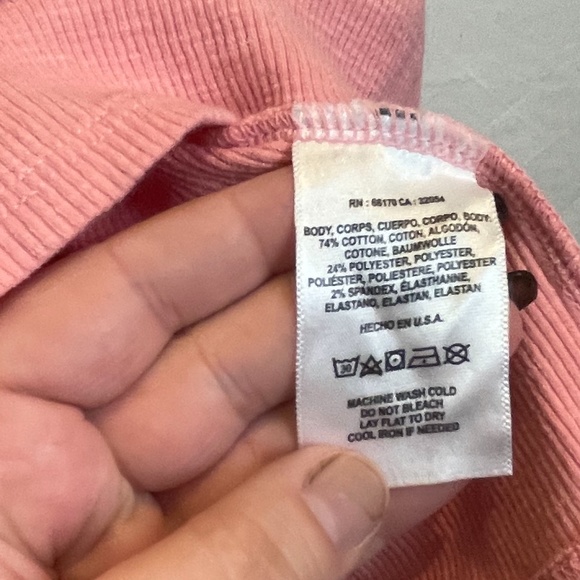 RN : 66170 CA : 32054
BODY, CORPS, CUERPO, CORPO, BODY:
74% COTTON, COTON, ALGODÓN,
COTONE, BAUMWOLLE
24% POLYESTER, POLYESTER,
POLIÉSTER, POLIESTERE, POLYESTER
2% SPANDEX, ÉLASTHANNE,
ELASTANO, ELASTAN, ELASTAN
HECHO EN U.S.A.
30
MACHINE WASH COLD
DO NOT BLEACH
LAY FLAT TO DRY
COOL IRON IF NEEDED